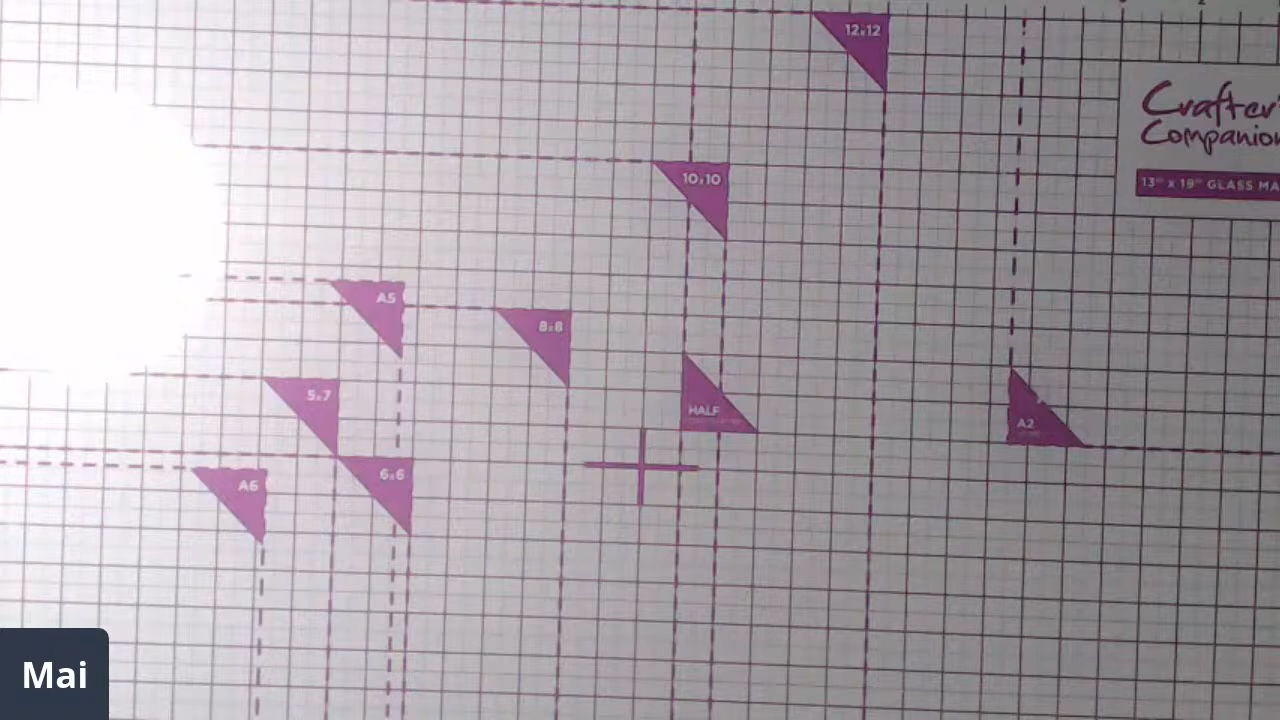 12x12
Crafter'
Companion
10x10
13" x 19" GLASS MA
A5
8x8
5x7
HALF
A2
6x6
A6
Mai